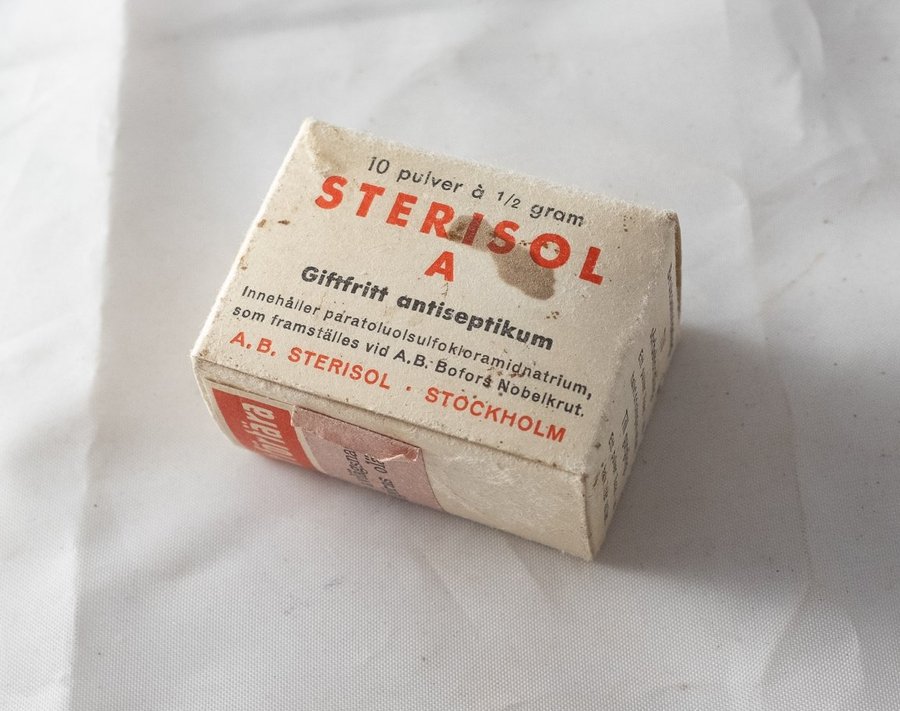 10 pulver à 1/2 gram
STERISOL
A
Giftfritt antiseptikum
Innehåller paratoluolsulfokloramidnatrium,
som framställes vid A.B. Bofors Nobelkrut.
A.B. STERISOL · STOCKHOLM